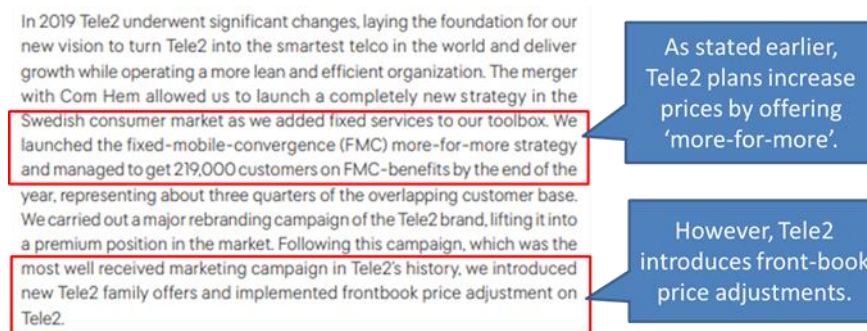 In 2019 Tele2 underwent significant changes, laying the foundation for our
new vision to turn Tele2 into the smartest telco in the world and deliver
growth while operating a more lean and efficient organization. The merger
with Com Hem allowed us to launch a completely new strategy in the
Swedish consumer market as we added fixed services to our toolbox. We
launched the fixed-mobile-convergence (FMC) more-for-more strategy
and managed to get 219,000 customers on FMC-benefits by the end of the
year, representing about three quarters of the overlapping customer base.
We carried out a major rebranding campaign of the Tele2 brand, lifting it into
a premium position in the market. Following this campaign, which was the
most well received marketing campaign in Tele2's history, we introduced
new Tele2 family offers and implemented frontbook price adjustment on
Tele2.
As stated earlier,
Tele2 plans increase
prices by offering
‘more-for-more’.
However, Tele2
introduces front-book
price adjustments.